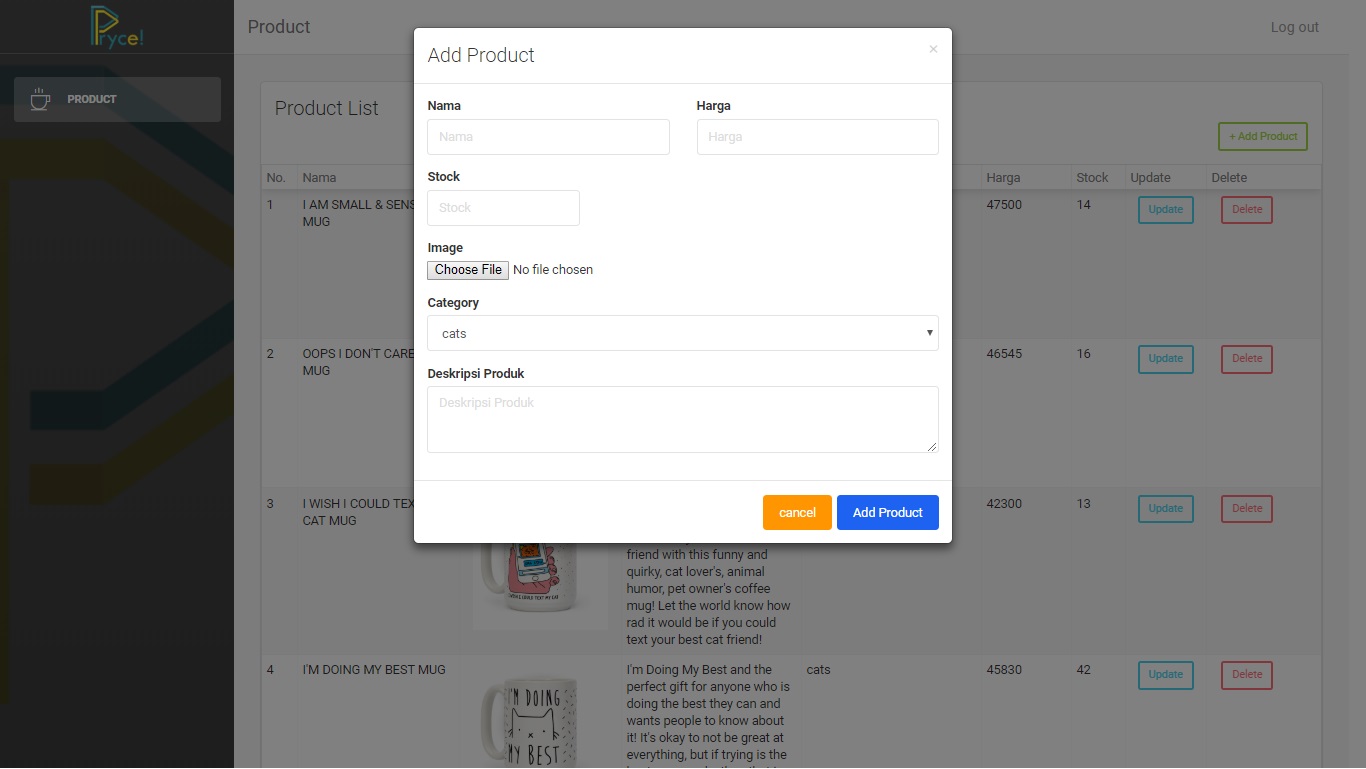 Pryce!
Product
Log out
PRODUCT
Add Product
×
Nama
Harga
Nama
Harga
Stock
Stock
Image
Choose File No file chosen
Category
cats
Deskripsi Produk
Deskripsi Produk
cancel
Add Product
Product List
+ Add Product
No. Nama Harga Stock Update Delete
1 I AM SMALL & SENS 47500 14 Update Delete
MUG
2 OOPS I DON'T CARE 46545 16 Update Delete
MUG
3 I WISH I COULD TEX 42300 13 Update Delete
CAT MUG
friend with this funny and
quirky, cat lover's, animal
humor, pet owner's coffee
mug! Let the world know how
rad it would be if you could
text your best cat friend!
4 I'M DOING MY BEST MUG I'm Doing My Best and the cats 45830 42 Update Delete
perfect gift for anyone who is
doing the best they can and
wants people to know about
it! It's okay to not be great at
everything, but if trying is the
I'M DOING
MY BEST